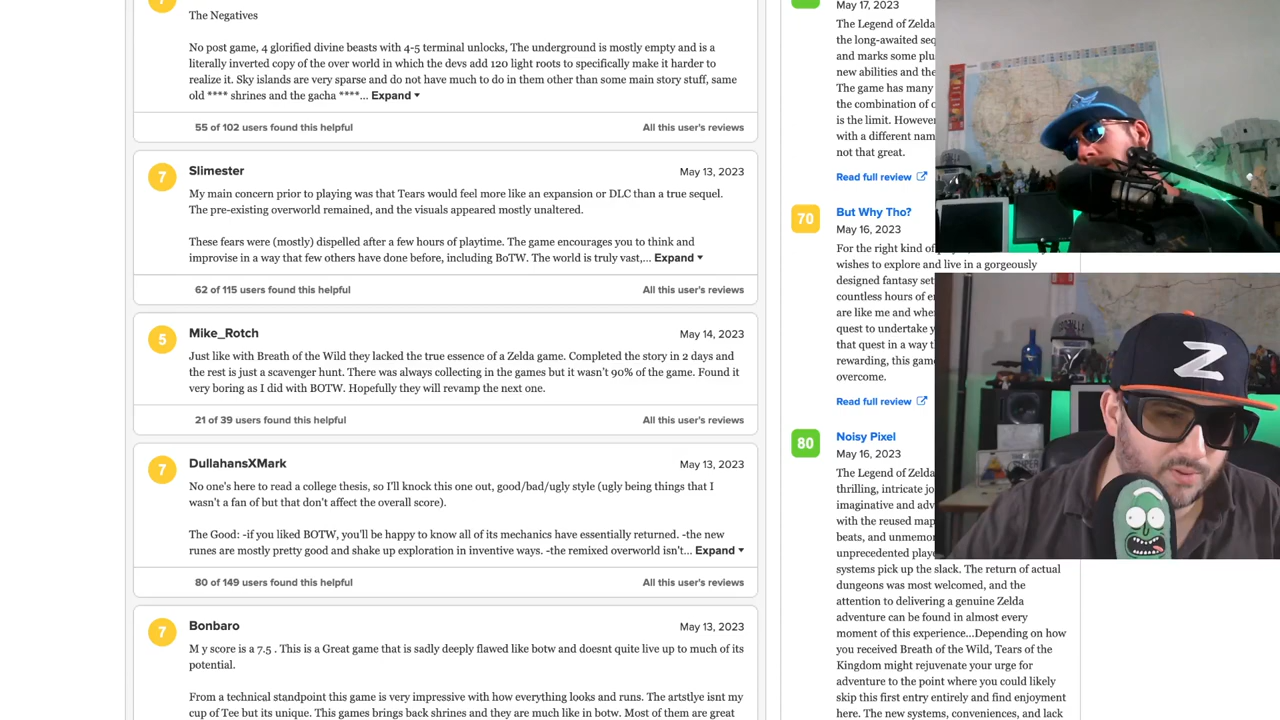 7
The Negatives
No post game, 4 glorified divine beasts with 4-5 terminal unlocks, The underground is mostly empty and is a
literally inverted copy of the over world in which the devs add 120 light roots to specifically make it harder to
realize it. Sky islands are very sparse and do not have much to do in them other than some main story stuff, same
old **** shrines and the gacha ****... Expand
55 of 102 users found this helpful
All this user's reviews
7
Slimester
May 13, 2023
My main concern prior to playing was that Tears would feel more like an expansion or DLC than a true sequel.
The pre-existing overworld remained, and the visuals appeared mostly unaltered.
These fears were (mostly) dispelled after a few hours of playtime. The game encourages you to think and
improvise in a way that few others have done before, including BoTW. The world is truly vast,... Expand
62 of 115 users found this helpful
All this user's reviews
5
Mike_Rotch
May 14, 2023
Just like with Breath of the Wild they lacked the true essence of a Zelda game. Completed the story in 2 days and
the rest is just a scavenger hunt. There was always collecting in the games but it wasn't 90% of the game. Found it
very boring as I did with BOTW. Hopefully they will revamp the next one.
21 of 39 users found this helpful
All this user's reviews
7
DullahansXMark
May 13, 2023
No one's here to read a college thesis, so I'll knock this one out, good/bad/ugly style (ugly being things that I
wasn't a fan of but that don't affect the overall score).
The Good: -if you liked BOTW, you'll be happy to know all of its mechanics have essentially returned. -the new
runes are mostly pretty good and shake up exploration in inventive ways. -the remixed overworld isn't... Expand
80 of 149 users found this helpful
All this user's reviews
7
Bonbaro
May 13, 2023
M y score is a 7.5 . This is a Great game that is sadly deeply flawed like botw and doesnt quite live up to much of its
potential.
From a technical standpoint this game is very impressive with how everything looks and runs. The artstlye isnt my
cup of Tee but its unique. This games brings back shrines and they are much like in botw. Most of them are great
May 17, 2023
The Legend of Zelda
the long-awaited seq
and marks some plu
new abilities and the
The game has many
the combination of
is the limit. However
with a different nam
not that great.
Read full review
70
But Why Tho?
May 16, 2023
For the right kind of
wishes to explore and live in a gorgeously
designed fantasy set
countless hours of e
are like me and whe
quest to undertake y
that quest in a way t
rewarding, this gam
overcome.
Read full review
80
Noisy Pixel
May 16, 2023
The Legend of Zelda
thrilling, intricate jo
imaginative and adv
with the reused map
beats, and unmemor
unprecedented playe
systems pick up the slack. The return of actual
dungeons was most welcomed, and the
attention to delivering a genuine Zelda
adventure can be found in almost every
moment of this experience...Depending on how
you received Breath of the Wild, Tears of the
Kingdom might rejuvenate your urge for
adventure to the point where you could likely
skip this first entry entirely and find enjoyment
here. The new systems, conveniences, and lack
Z